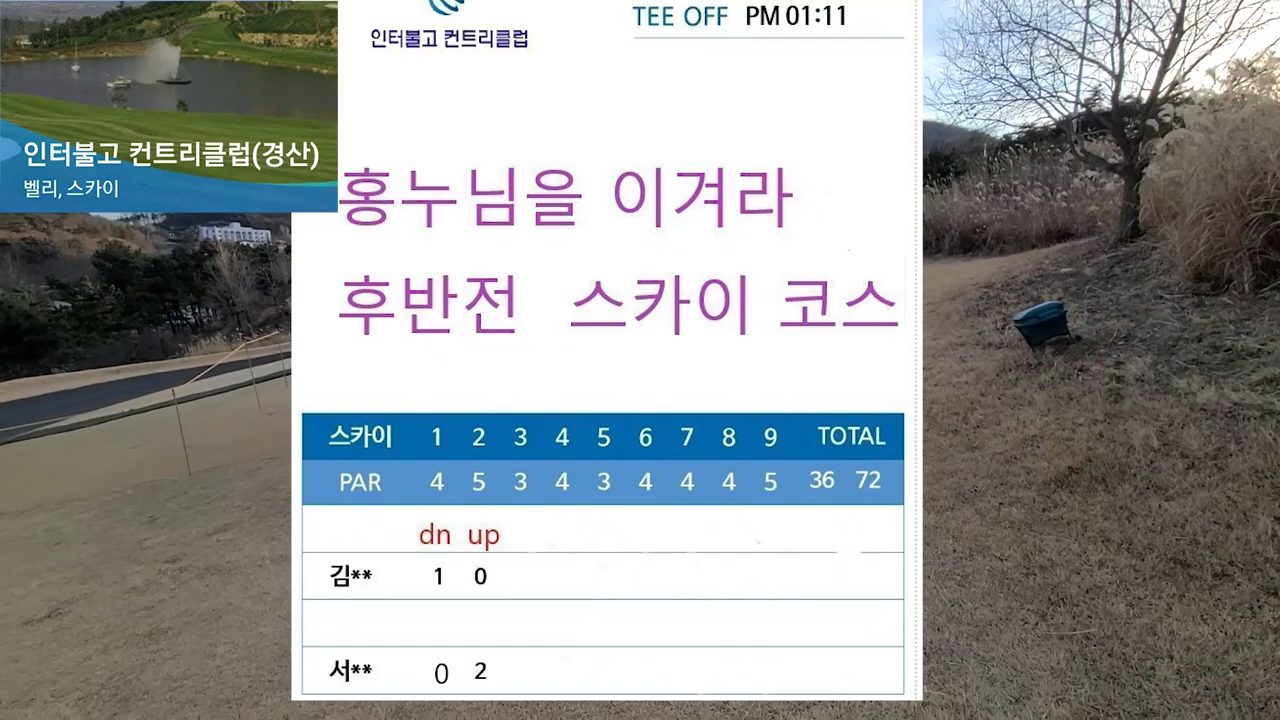 인터불고 컨트리클럽
TEE OFF PM 01:11
인터불고 컨트리클럽(경산)
벨리, 스카이
홍누님을 이겨라
후반전 스카이 코스
스카이 1 2 3 4 5 6 7 8 9 TOTAL
PAR 4 5 3 4 3 4 4 4 5 36 72
dn up
김** 1 0
서** 0 2